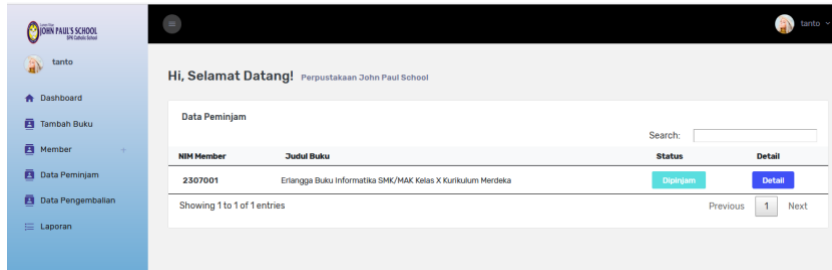 JOHN PAUL'S SCHOOL
SPK Catholic School
tanto
tanto
Dashboard
Tambah Buku
Member
Data Peminjam
Data Pengembalian
Laporan
Hi, Selamat Datang! Perpustakaan John Paul School
Data Peminjam
Search:
NIM Member Judul Buku Status Detail
2307001 Erlangga Buku Informatika SMK/MAK Kelas X Kurikulum Merdeka Dipinjam Detail
Showing 1 to 1 of 1 entries Previous 1 Next